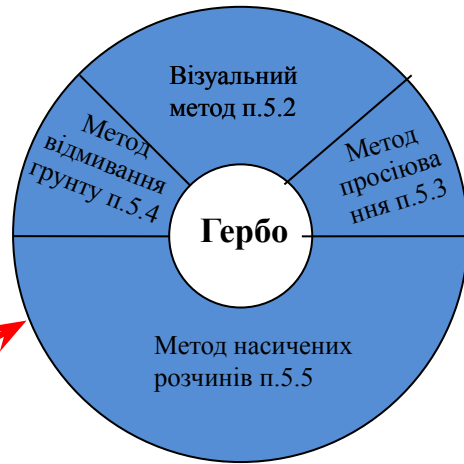 Візуальний
метод п.5.2
Метод
відмивання
грунту п.5.4
Метод
просіюва
ння п.5.3
Гербо
Метод насичених
розчинів п.5.5